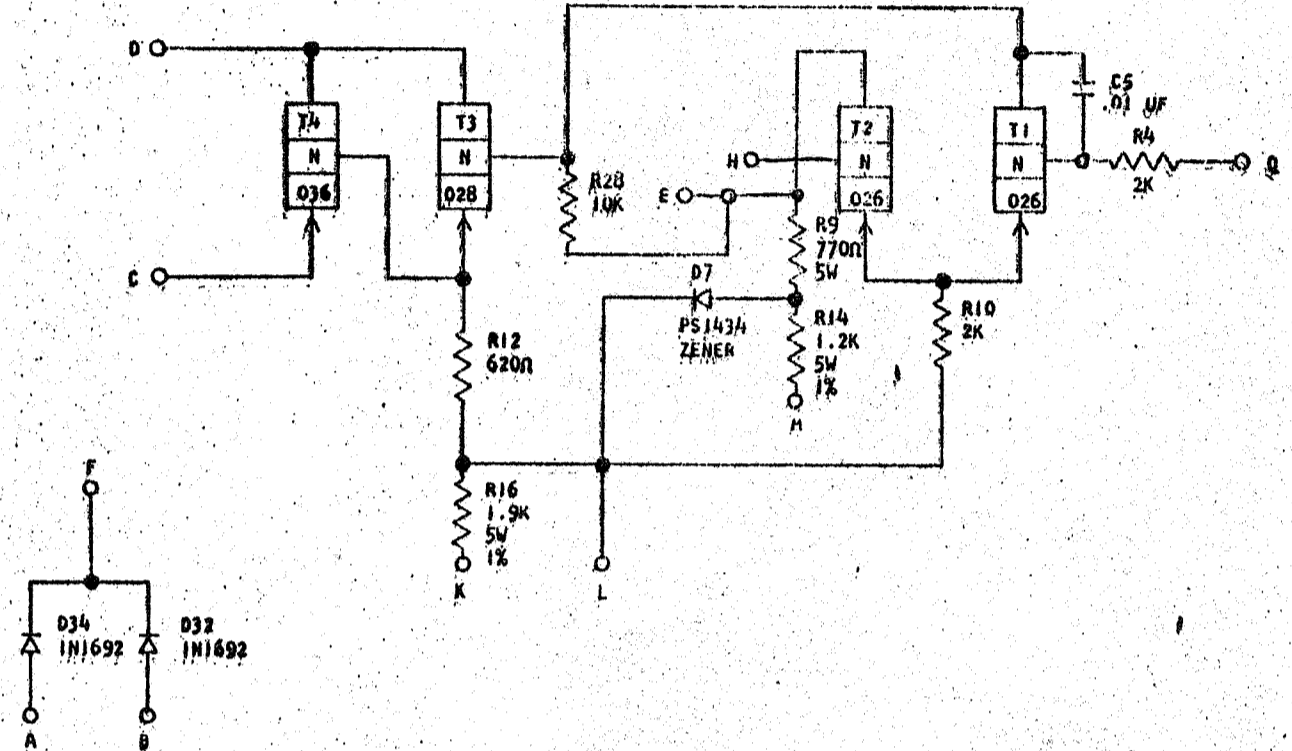 D
T4
N
036
T3
N
028
C
R28
10K
H
E
T2
N
026
T1
N
026
C5
.01 UF
R4
2K
Q
R9
770Ω
5W
D7
PS1434
ZENER
R14
1.2K
5W
1%
M
R10
2K
R12
620Ω
R16
1.9K
5W
1%
K
L
F
D34
1N1692
D32
1N1692
A
B